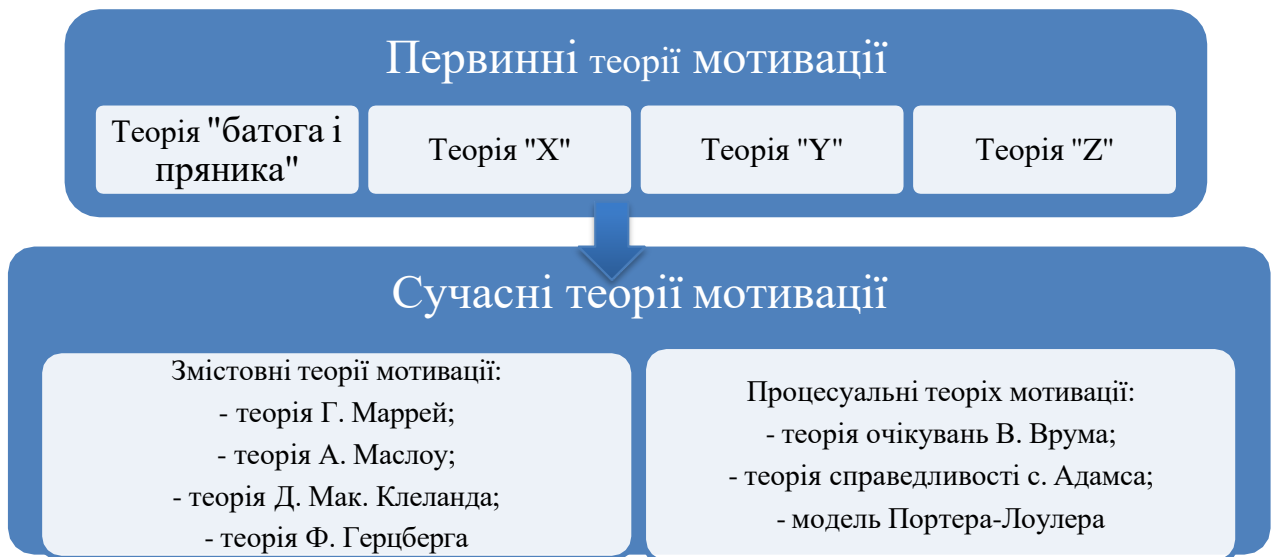 Первинні теорії мотивації
Теорія "батога і
пряника"
Теорія "X"
Теорія "Y"
Теорія "Z"
Сучасні теорії мотивації
Змістовні теорії мотивації:
- теорія Г. Маррей;
- теорія А. Маслоу;
- теорія Д. Мак. Клеланда;
- теорія Ф. Герцберга
Процесуальні теоріх мотивації:
- теорія очікувань В. Врума;
- теорія справедливості с. Адамса;
- модель Портера-Лоулера